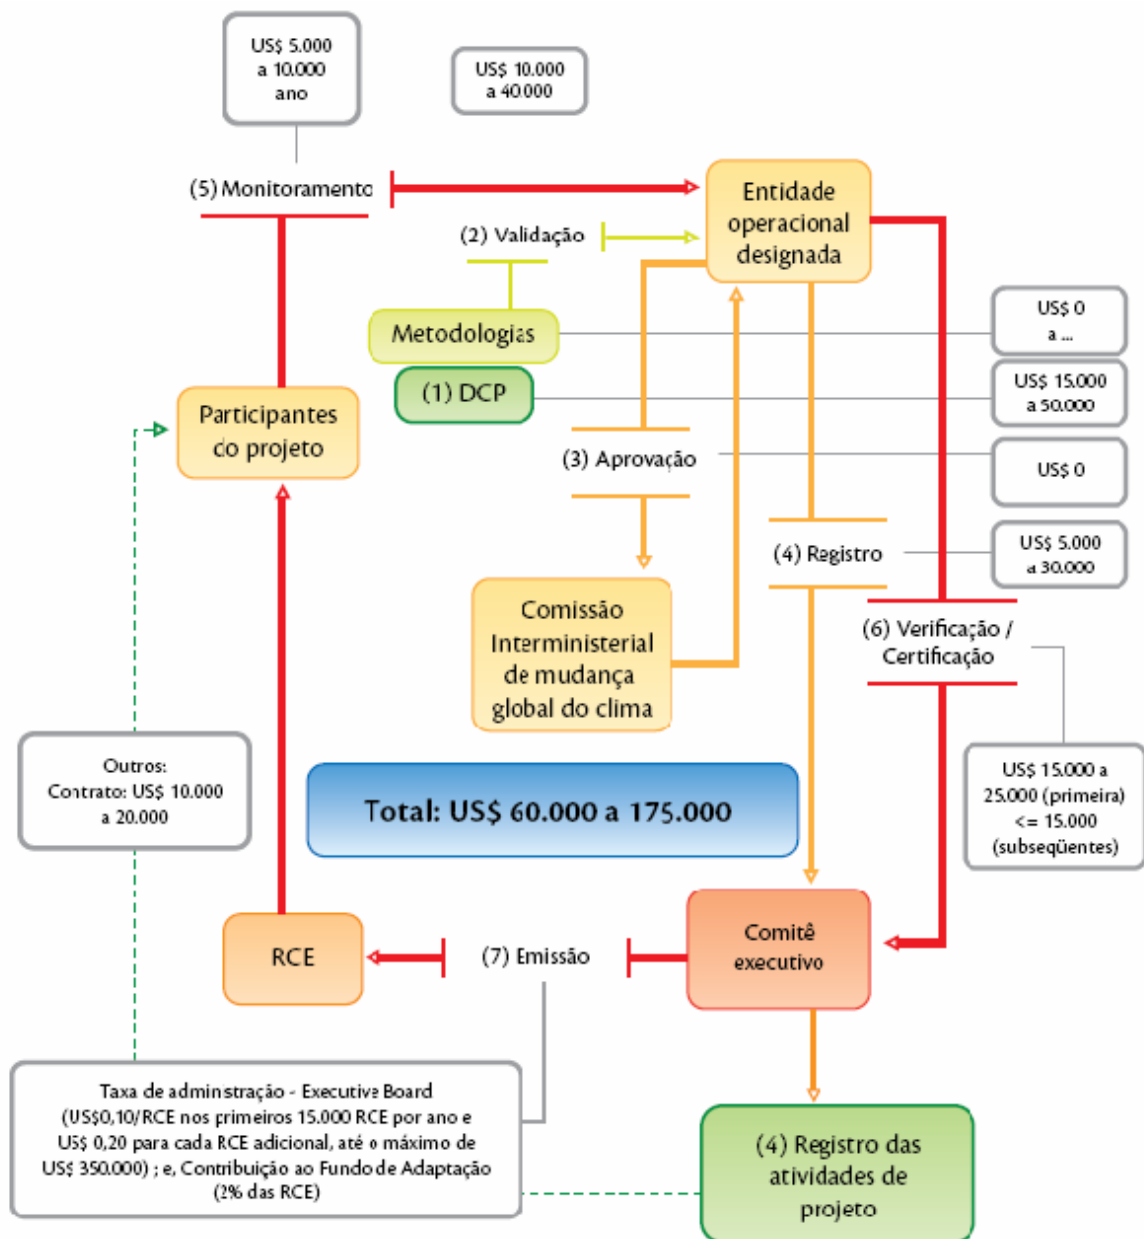 US$ 5.000
a 10.000
ano
US$ 10.000
a 40.000
(5) Monitoramento
Entidade
operacional
designada
(2) Validação
US$ 0
a ...
Metodologias
(1) DCP
US$ 15.000
a 50.000
Participantes
do projeto
(3) Aprovação
US$ 0
(4) Registro
US$ 5.000
a 30.000
Comissão
Interministerial
de mudança
global do clima
(6) Verificação /
Certificação
Outros:
Contrato: US$ 10.000
a 20.000
Total: US$ 60.000 a 175.000
US$ 15.000 a
25.000 (primeira)
<= 15.000
(subseqüentes)
RCE
(7) Emissão
Comitê
executivo
Taxa de administração - Executive Board
(US$0,10/RCE nos primeiros 15.000 RCE por ano e
US$ 0,20 para cada RCE adicional, até o máximo de
US$ 350.000) ; e, Contribuição ao Fundo de Adaptação
(2% das RCE)
(4) Registro das
atividades de
projeto